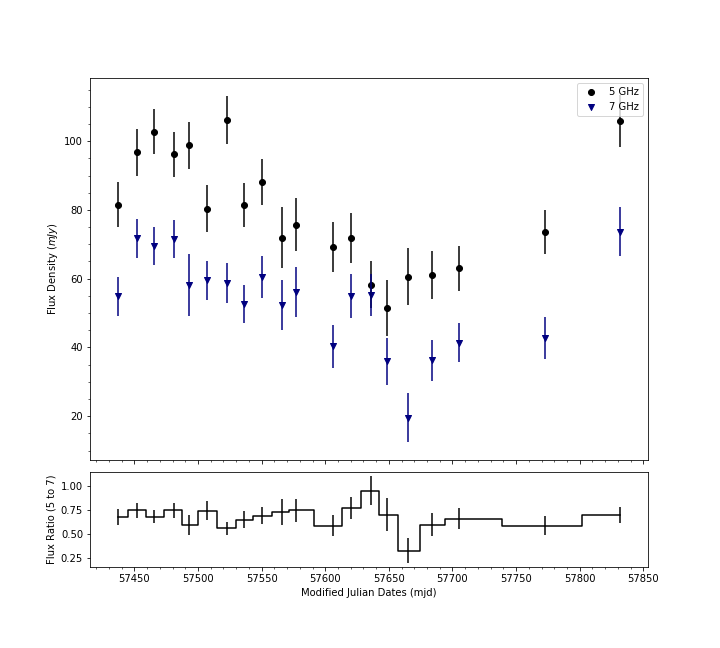 5 GHz
7 GHz
100
80
60
40
20
Flux Density (mJy)
1.00
0.75
0.50
0.25
Flux Ratio (5 to 7)
57450 57500 57550 57600 57650 57700 57750 57800 57850
Modified Julian Dates (mjd)